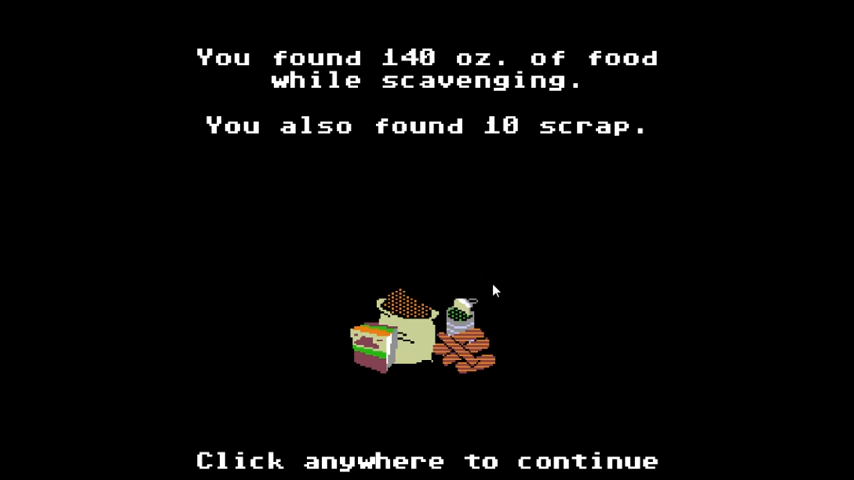 You found 140 oz. of food
while scavenging.
You also found 10 scrap.
Click anywhere to continue